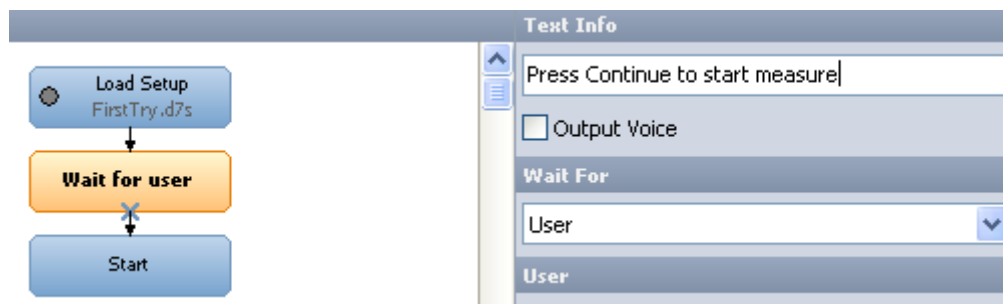 Load Setup
FirstTry.d7s
Wait for user
Start
Text Info
Press Continue to start measure
Output Voice
Wait For
User
User